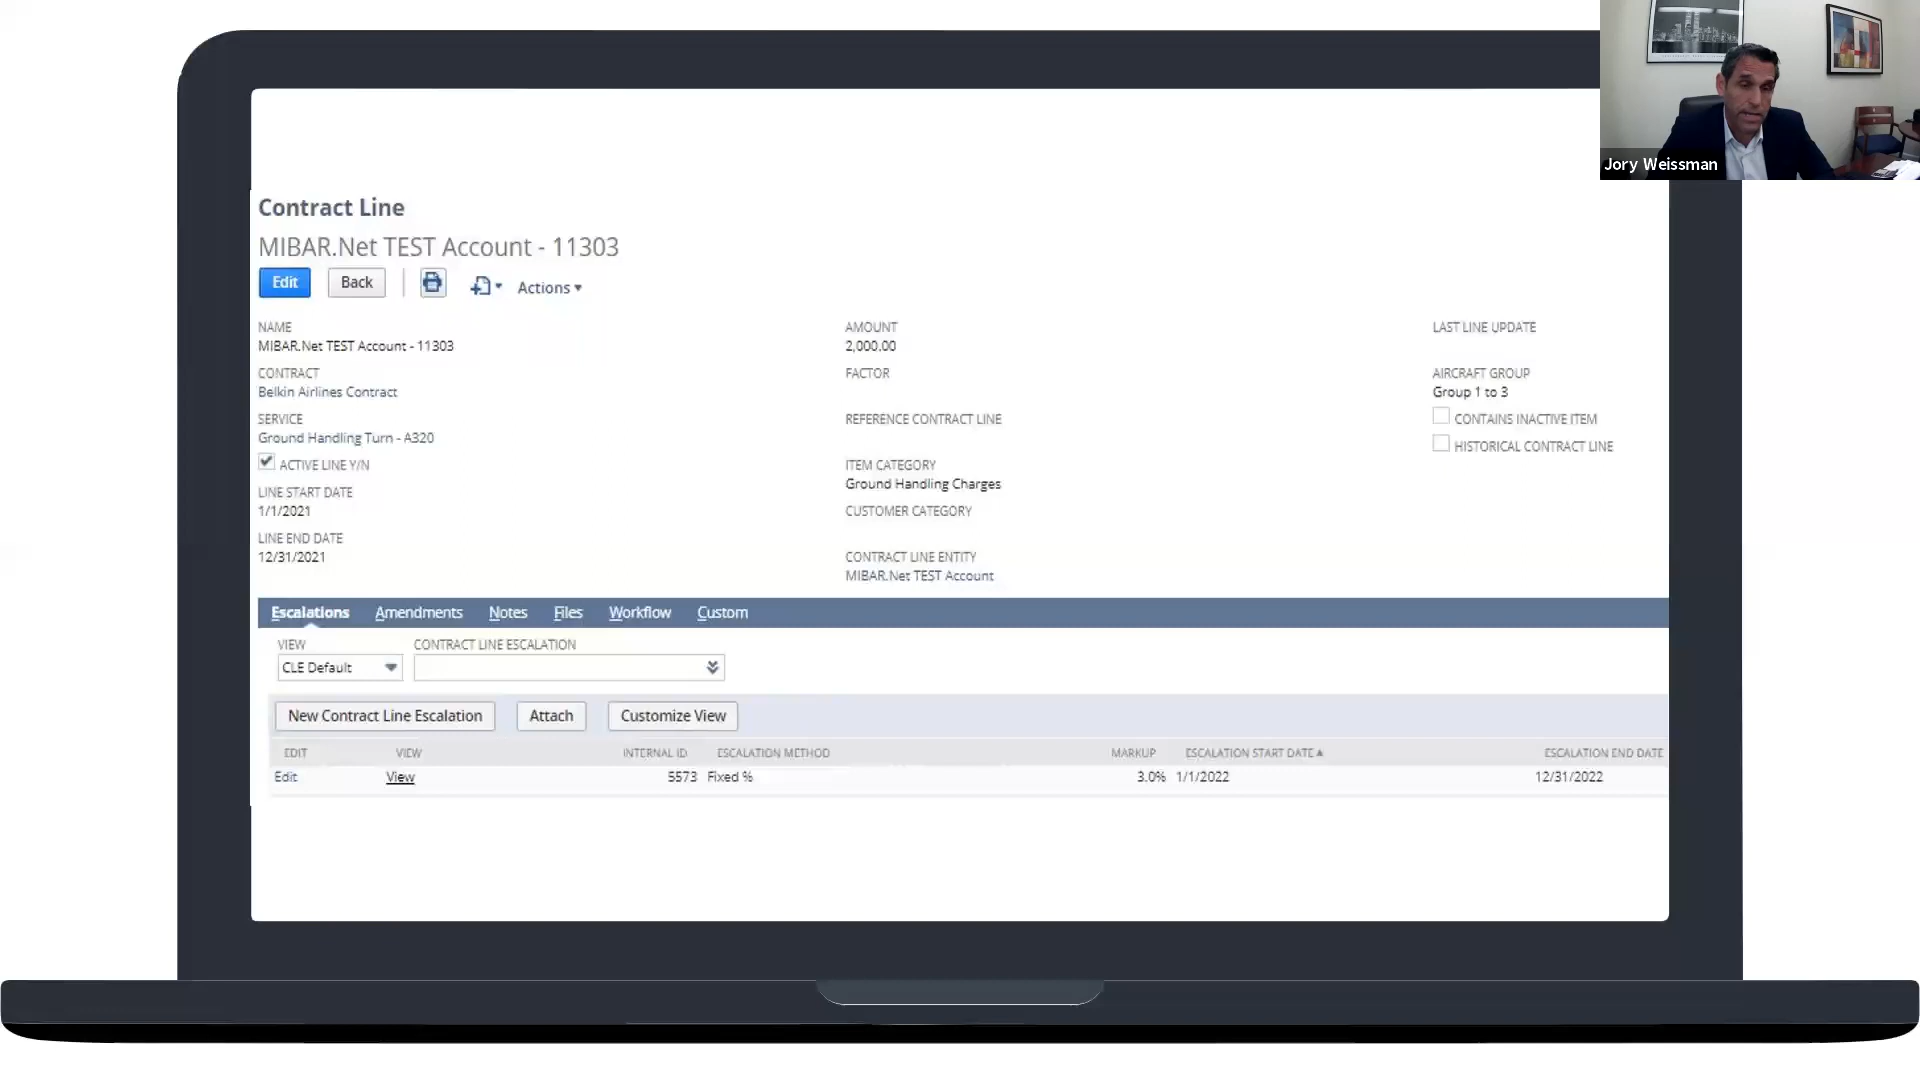 Jory Weissman
Contract Line
MIBAR.Net TEST Account - 11303
Edit
Back
Actions
NAME
MIBAR.Net TEST Account - 11303
CONTRACT
Belkin Airlines Contract
SERVICE
Ground Handling Turn - A320
ACTIVE LINE Y/N
LINE START DATE
1/1/2021
LINE END DATE
12/31/2021
AMOUNT
2,000.00
FACTOR
REFERENCE CONTRACT LINE
ITEM CATEGORY
Ground Handling Charges
CUSTOMER CATEGORY
CONTRACT LINE ENTITY
MIBAR.Net TEST Account
LAST LINE UPDATE
AIRCRAFT GROUP
Group 1 to 3
CONTAINS INACTIVE ITEM
HISTORICAL CONTRACT LINE
Escalations Amendments Notes Files Workflow Custom
VIEW CONTRACT LINE ESCALATION
CLE Default
New Contract Line Escalation Attach Customize View
EDIT VIEW INTERNAL ID ESCALATION METHOD MARKUP ESCALATION START DATE ESCALATION END DATE
Edit View 5573 Fixed % 3.0% 1/1/2022 12/31/2022